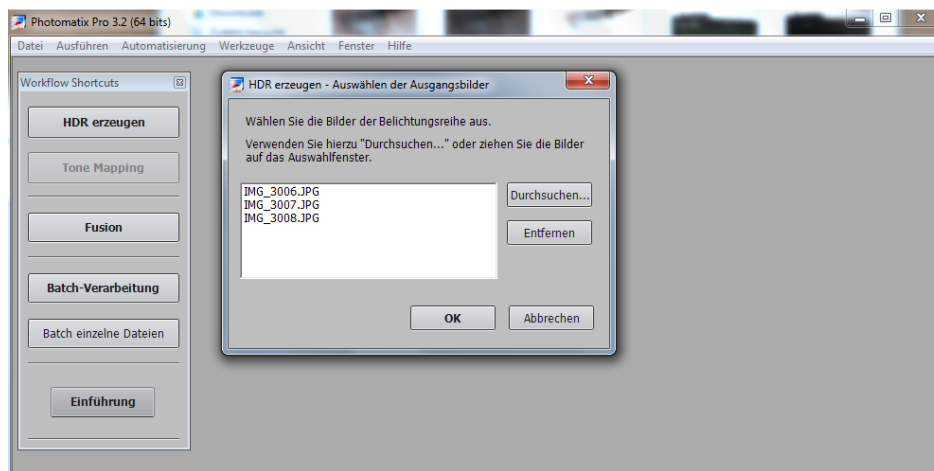 Photomatix Pro 3.2 (64 bits)
Datei Ausführen Automatisierung Werkzeuge Ansicht Fenster Hilfe
Workflow Shortcuts
HDR erzeugen
Tone Mapping
Fusion
Batch-Verarbeitung
Batch einzelne Dateien
Einführung
HDR erzeugen - Auswählen der Ausgangsbilder
Wählen Sie die Bilder der Belichtungsreihe aus.
Verwenden Sie hierzu "Durchsuchen..." oder ziehen Sie die Bilder
auf das Auswahlfenster.
IMG_3006.JPG
IMG_3007.JPG
IMG_3008.JPG
Durchsuchen...
Entfernen
OK
Abbrechen